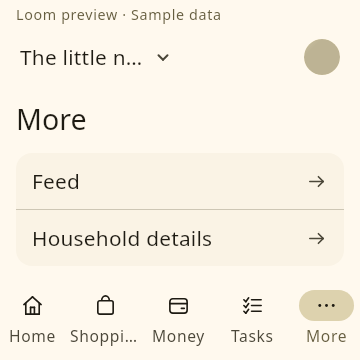 Loom preview · Sample data
The little n...
More
Feed
Household details
Home Shoppi... Money Tasks More